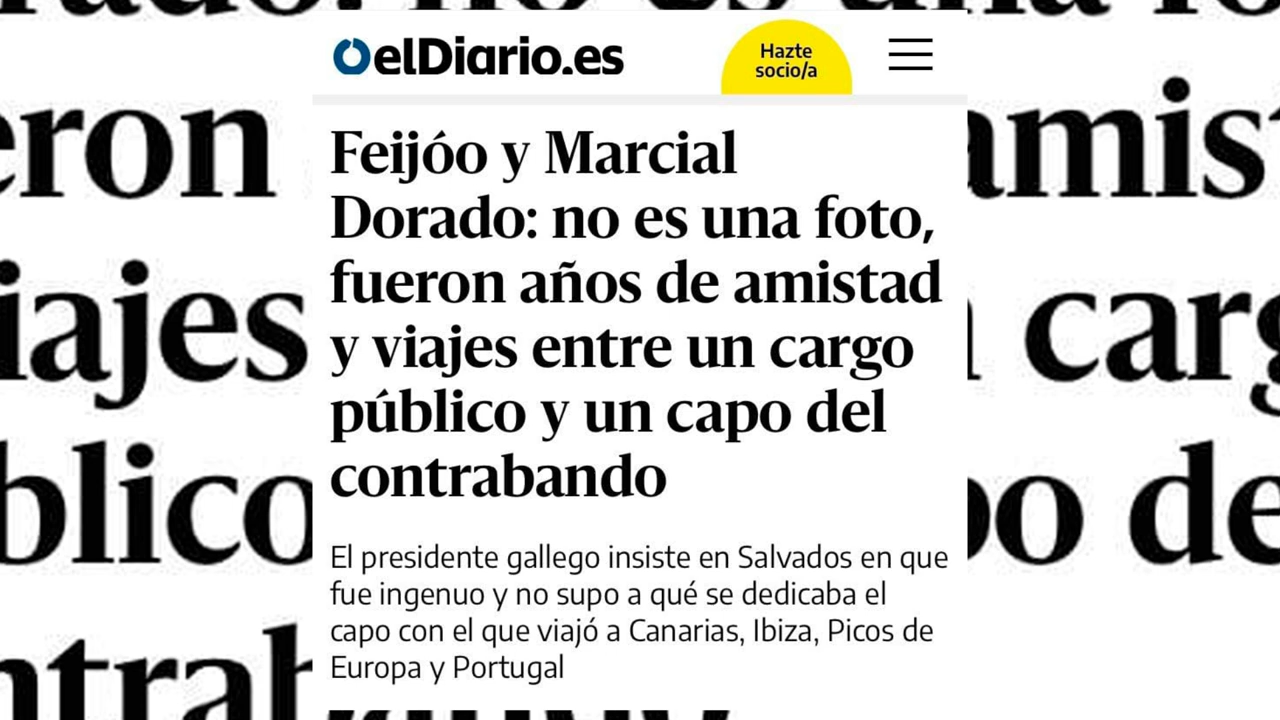 elDiario.es
Hazte
socio/a
Feijóo y Marcial
Dorado: no es una foto,
fueron años de amistad
y viajes entre un cargo
público y un capo del
contrabando
El presidente gallego insiste en Salvados en que
fue ingenuo y no supo a qué se dedicaba el
capo con el que viajó a Canarias, Ibiza, Picos de
Europa y Portugal